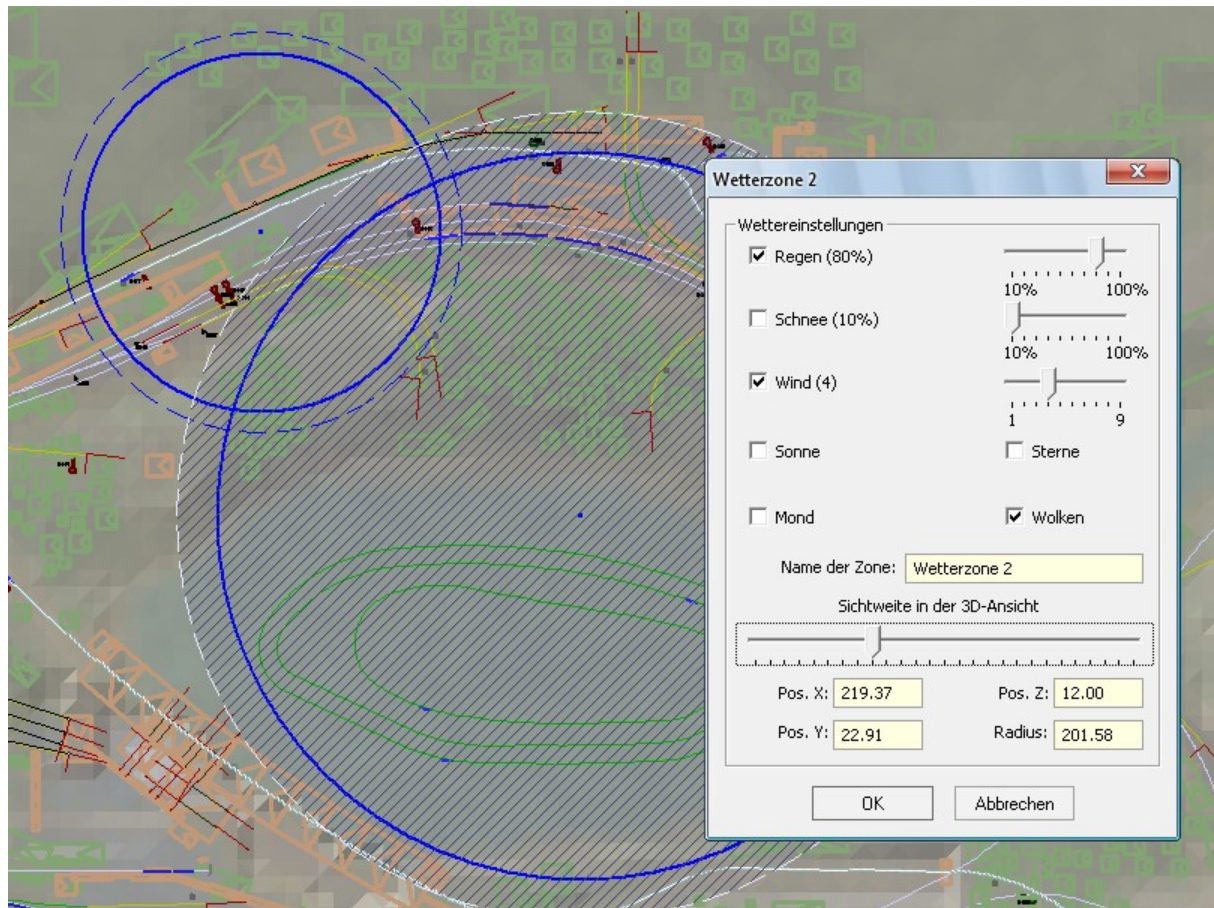 Wetterzone 2
Wettereinstellungen
Regen (80%)
10% 100%
Schnee (10%)
10% 100%
Wind (4)
1 9
Sonne Sterne
Mond Wolken
Name der Zone: Wetterzone 2
Sichtweite in der 3D-Ansicht
Pos. X: 219.37 Pos. Z: 12.00
Pos. Y: 22.91 Radius: 201.58
OK Abbrechen